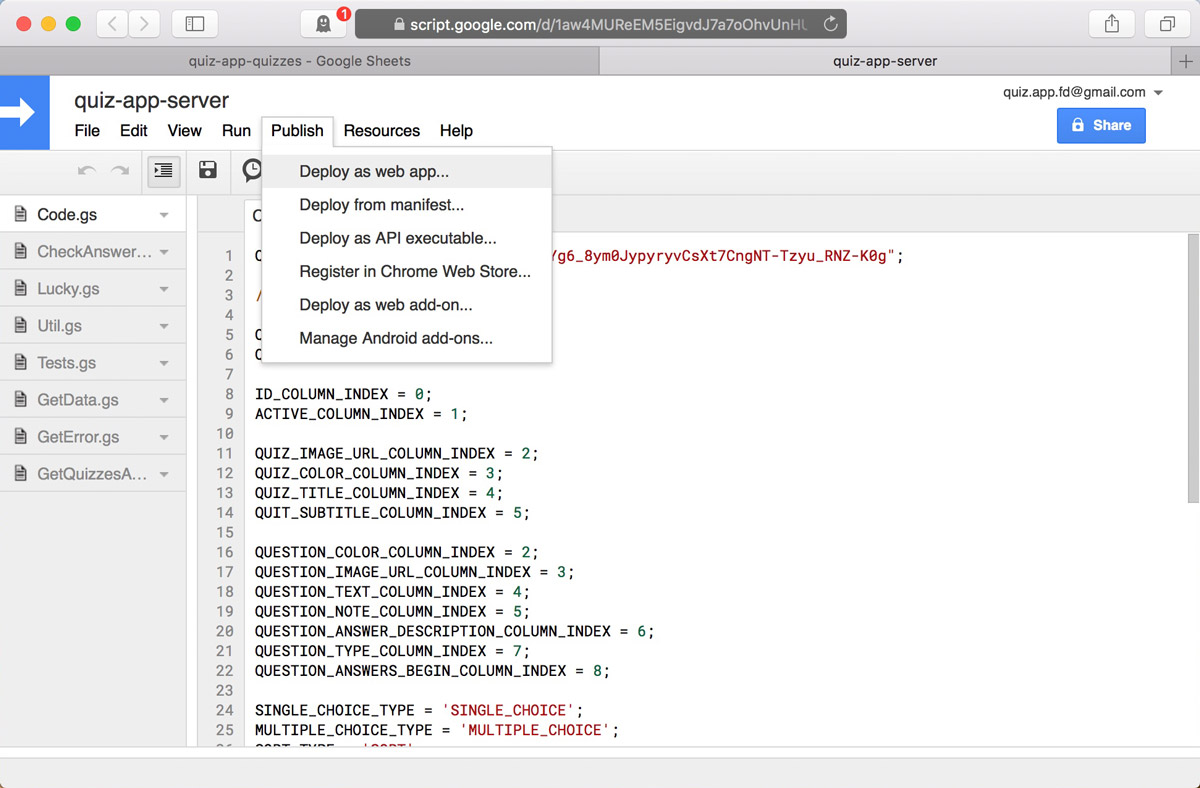 1
script.google.com/d/1aw4MUReEM5EigvdJ7a7oOhvUnHU
quiz-app-quizzes - Google Sheets
quiz-app-server
quiz-app-server
quiz.app.fd@gmail.com
File Edit View Run Publish Resources Help
Share
Deploy as web app...
Deploy from manifest...
Deploy as API executable...
Register in Chrome Web Store...
Deploy as web add-on...
Manage Android add-ons...
Code.gs
CheckAnswer...
Lucky.gs
Util.gs
Tests.gs
GetData.gs
GetError.gs
GetQuizzesA...
1 Yg6_8ym0JypyryvCsXt7CngNT-Tzyu_RNZ-K0g";
2
3 /
4
5
6
7
8 ID_COLUMN_INDEX = 0;
9 ACTIVE_COLUMN_INDEX = 1;
10
11 QUIZ_IMAGE_URL_COLUMN_INDEX = 2;
12 QUIZ_COLOR_COLUMN_INDEX = 3;
13 QUIZ_TITLE_COLUMN_INDEX = 4;
14 QUIT_SUBTITLE_COLUMN_INDEX = 5;
15
16 QUESTION_COLOR_COLUMN_INDEX = 2;
17 QUESTION_IMAGE_URL_COLUMN_INDEX = 3;
18 QUESTION_TEXT_COLUMN_INDEX = 4;
19 QUESTION_NOTE_COLUMN_INDEX = 5;
20 QUESTION_ANSWER_DESCRIPTION_COLUMN_INDEX = 6;
21 QUESTION_TYPE_COLUMN_INDEX = 7;
22 QUESTION_ANSWERS_BEGIN_COLUMN_INDEX = 8;
23
24 SINGLE_CHOICE_TYPE = 'SINGLE_CHOICE';
25 MULTIPLE_CHOICE_TYPE = 'MULTIPLE_CHOICE';